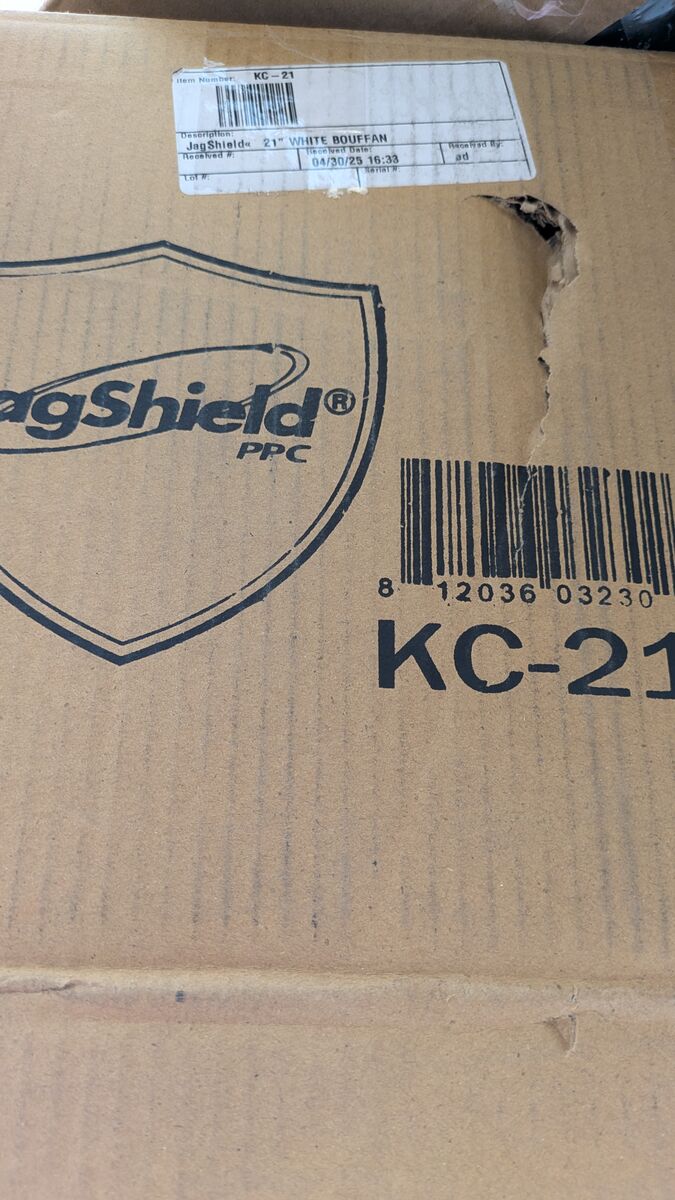 Item Number: KC-21
Description:
JagShield« 21" WHITE BOUFFAN
Received #: Received Date: Received By:
04/30/25 16:33 ad
Lot #: Serial #:
agShield®
PPC
8 12036 03230
KC-21